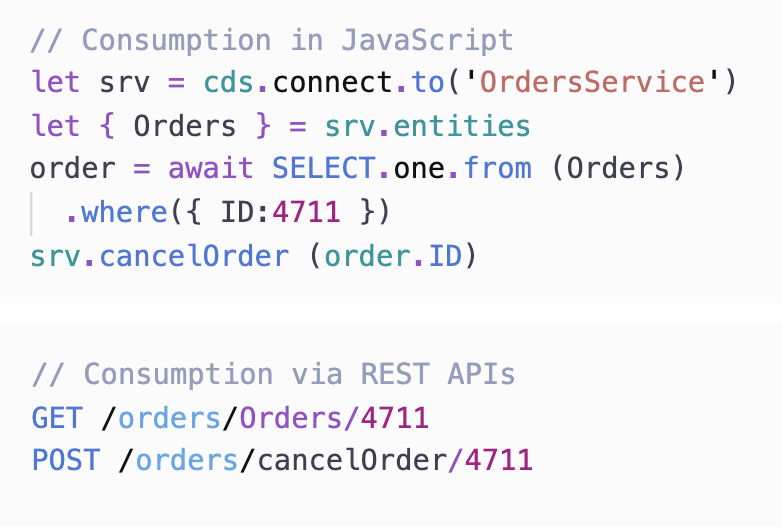 // Consumption in JavaScript
let srv = cds.connect.to('OrdersService')
let { Orders } = srv.entities
order = await SELECT.one.from (Orders)
.where({ ID:4711 })
srv.cancelOrder (order.ID)
// Consumption via REST APIs
GET /orders/Orders/4711
POST /orders/cancelOrder/4711